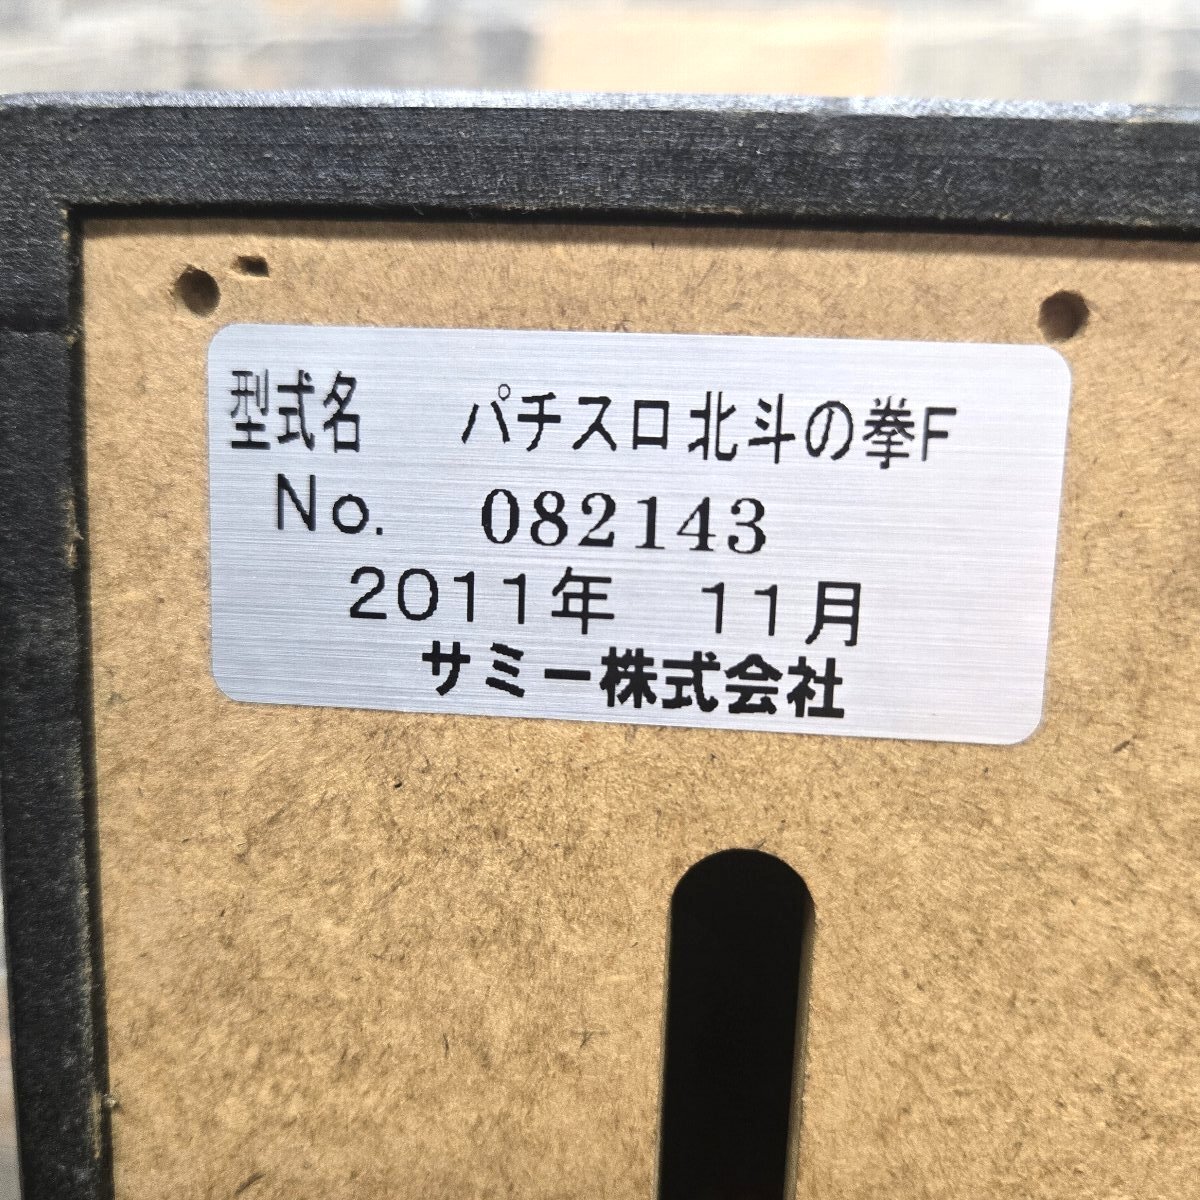 型式名 パチスロ北斗の拳F
No. 082143
2011年 11月
サミー株式会社